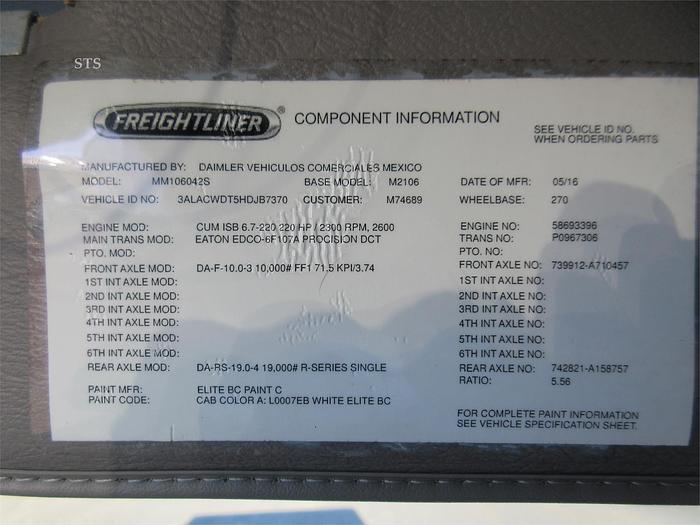 STS
FREIGHTLINER ® COMPONENT INFORMATION
SEE VEHICLE ID NO.
WHEN ORDERING PARTS
MANUFACTURED BY: DAIMLER VEHICULOS COMERCIALES MEXICO
MODEL: MM106042S BASE MODEL: M2106 DATE OF MFR: 05/16
VEHICLE ID NO: 3ALACWDT5HDJB7370 CUSTOMER: M74689 WHEELBASE: 270
ENGINE MOD: CUM ISB 6.7-220 220 HP / 2300 RPM, 2600 ENGINE NO: 58693396
MAIN TRANS MOD: EATON EDCO-6F107A PROCISION DCT TRANS NO: P0967306
PTO. MOD: PTO. NO:
FRONT AXLE MOD: DA-F-10.0-3 10,000# FF1 71.5 KPI/3.74 FRONT AXLE NO: 739912-A710457
1ST INT AXLE MOD: 1ST INT AXLE NO:
2ND INT AXLE MOD: 2ND INT AXLE NO:
3RD INT AXLE MOD: 3RD INT AXLE NO:
4TH INT AXLE MOD: 4TH INT AXLE NO:
5TH INT AXLE MOD: 5TH INT AXLE NO:
6TH INT AXLE MOD: 6TH INT AXLE NO:
REAR AXLE MOD: DA-RS-19.0-4 19,000# R-SERIES SINGLE REAR AXLE NO: 742821-A158757
RATIO: 5.56
PAINT MFR: ELITE BC PAINT C
PAINT CODE: CAB COLOR A: L0007EB WHITE ELITE BC
FOR COMPLETE PAINT INFORMATION
SEE VEHICLE SPECIFICATION SHEET.